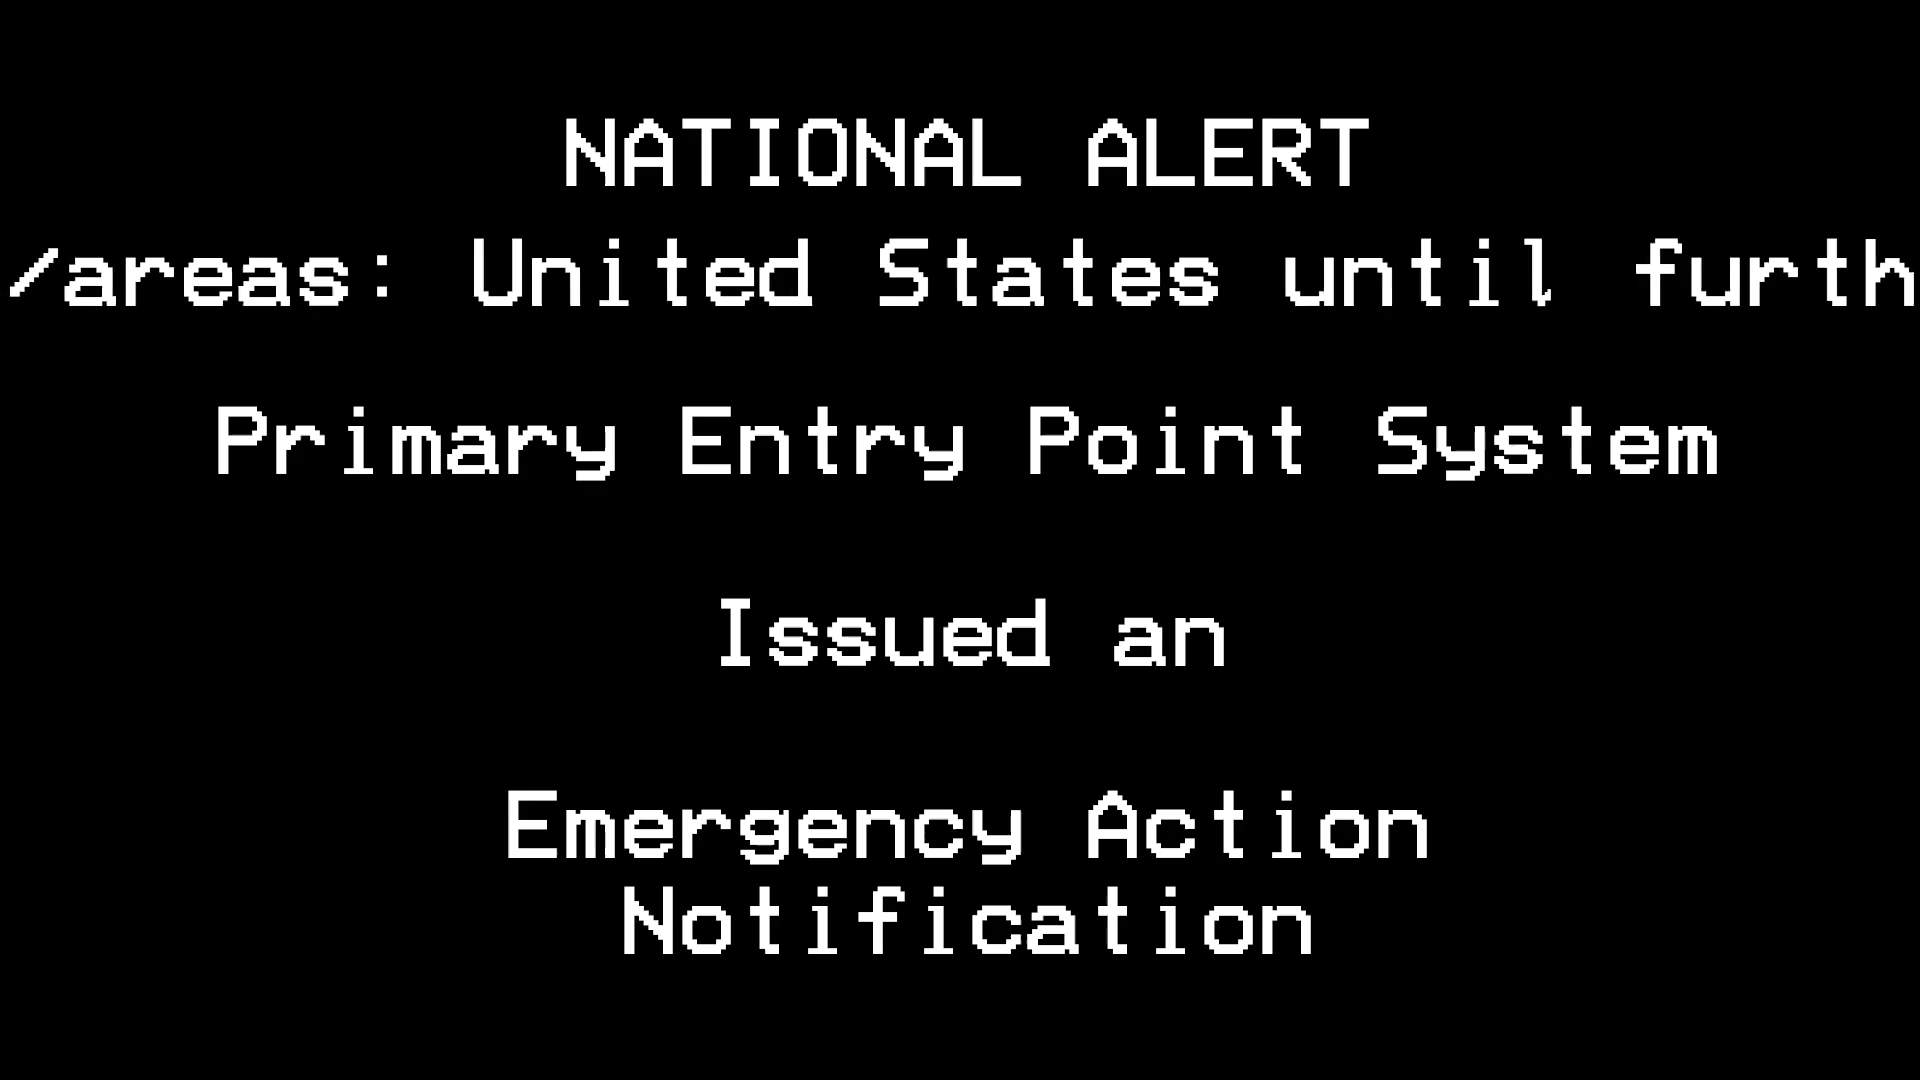 NATIONAL ALERT
/areas: United States until furth
Primary Entry Point System
Issued an
Emergency Action
Notification